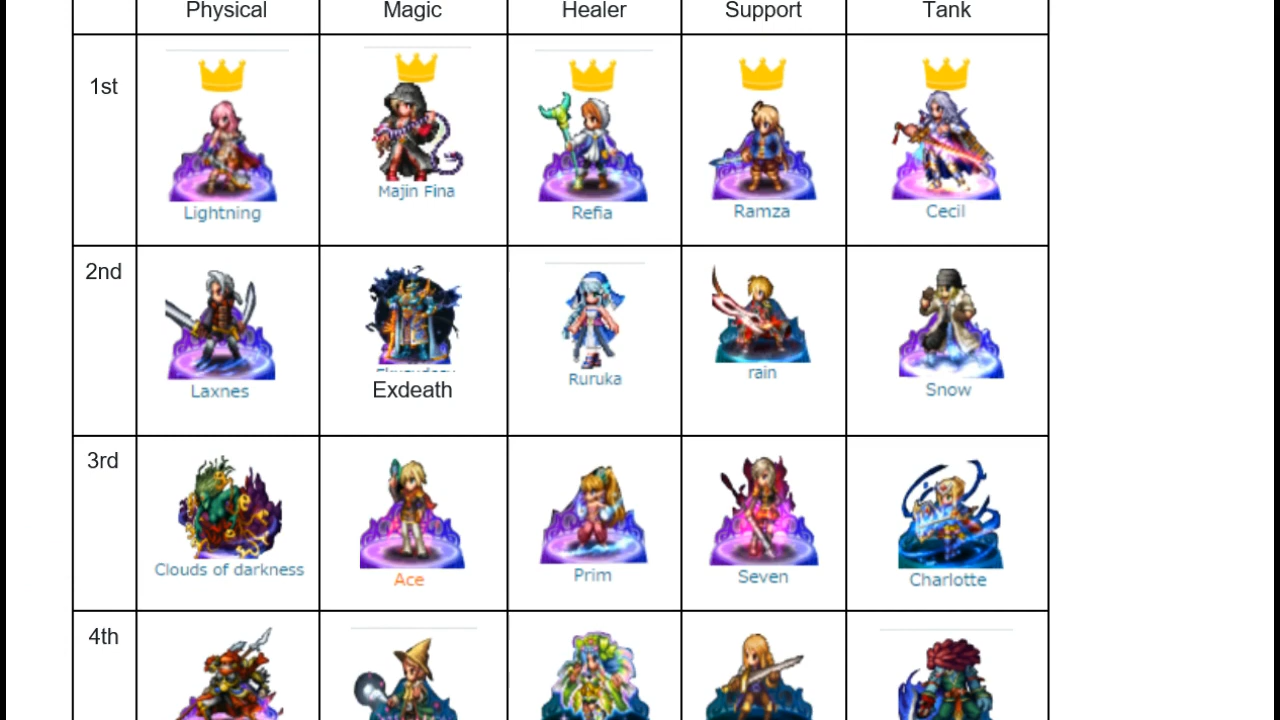 Physical Magic Healer Support Tank
1st
Lightning Majin Fina Refia Ramza Cecil
2nd
Laxnes Exdeath Ruruka rain Snow
3rd
Clouds of darkness Ace Prim Seven Charlotte
4th